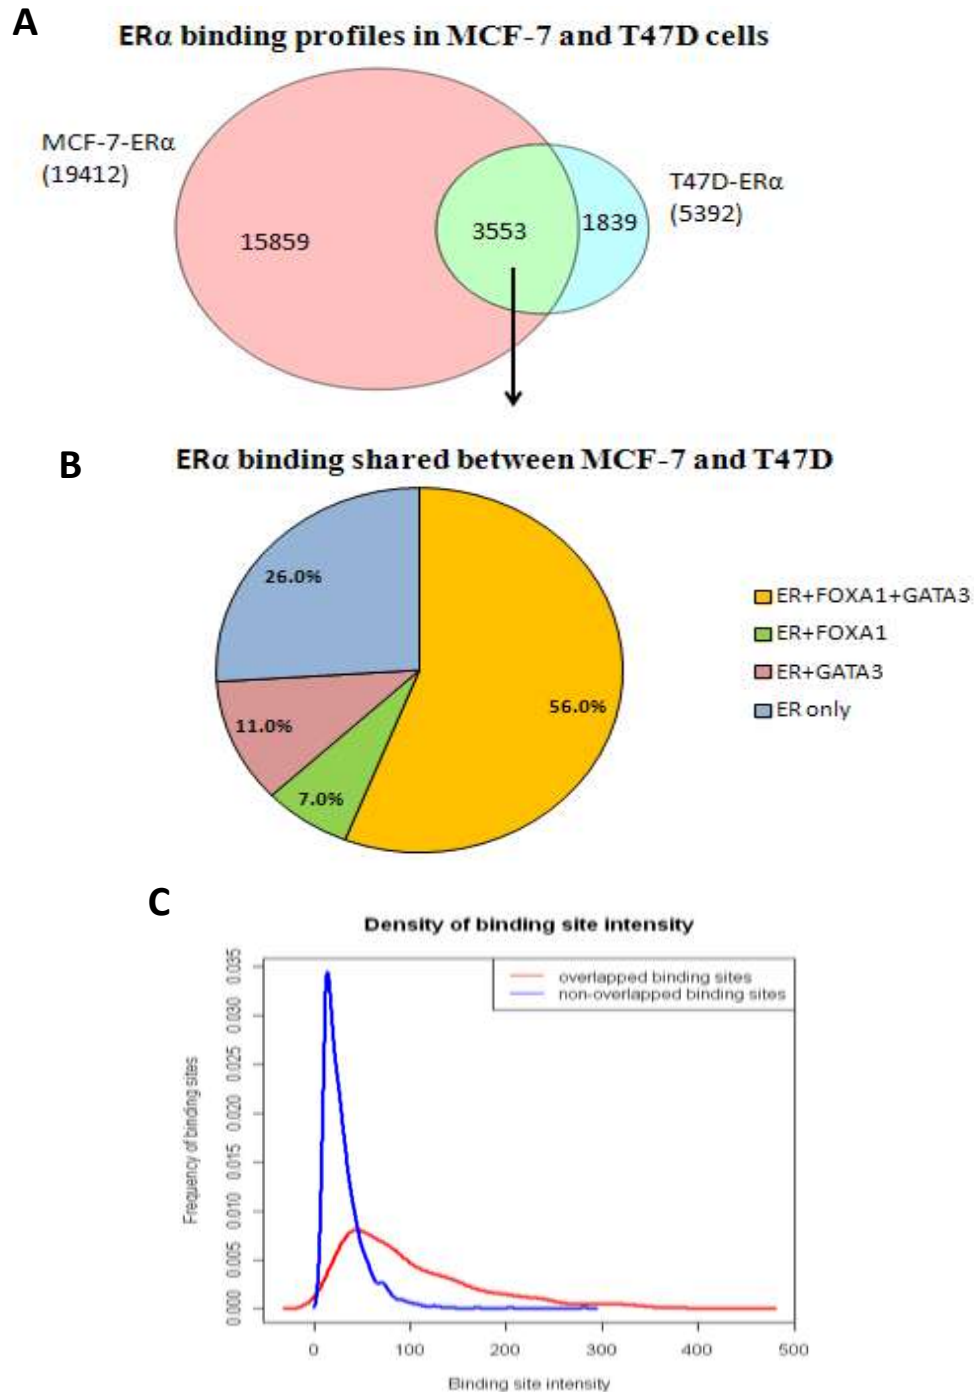 A
ERα binding profiles in MCF-7 and T47D cells
MCF-7-ERα
(19412)
T47D-ERα
(5392)
15859
3553
1839
B
ERα binding shared between MCF-7 and T47D
26.0%
11.0%
7.0%
56.0%
ER+FOXA1+GATA3
ER+FOXA1
ER+GATA3
ER only
C
Density of binding site intensity
overlapped binding sites
non-overlapped binding sites
Frequency of binding sites
0.035
0.030
0.025
0.020
0.015
0.010
0.005
0.000
0 100 200 300 400 500
Binding site intensity